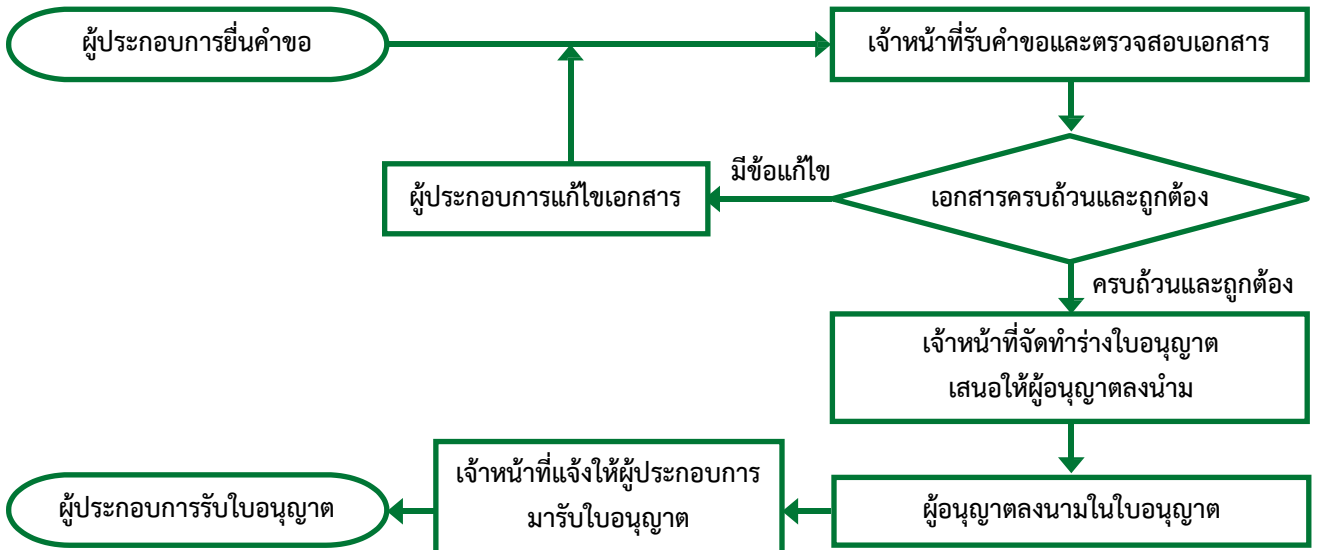 ผู้ประกอบการยื่นคำขอ
เจ้าหน้าที่รับคำขอและตรวจสอบเอกสาร
มีข้อแก้ไข
ผู้ประกอบการแก้ไขเอกสาร
เอกสารครบถ้วนและถูกต้อง
ครบถ้วนและถูกต้อง
เจ้าหน้าที่จัดทำร่างใบอนุญาต
เสนอให้ผู้อนุญาตลงนำม
ผู้อนุญาตลงนามในใบอนุญาต
เจ้าหน้าที่แจ้งให้ผู้ประกอบการ
มารับใบอนุญาต
ผู้ประกอบการรับใบอนุญาต